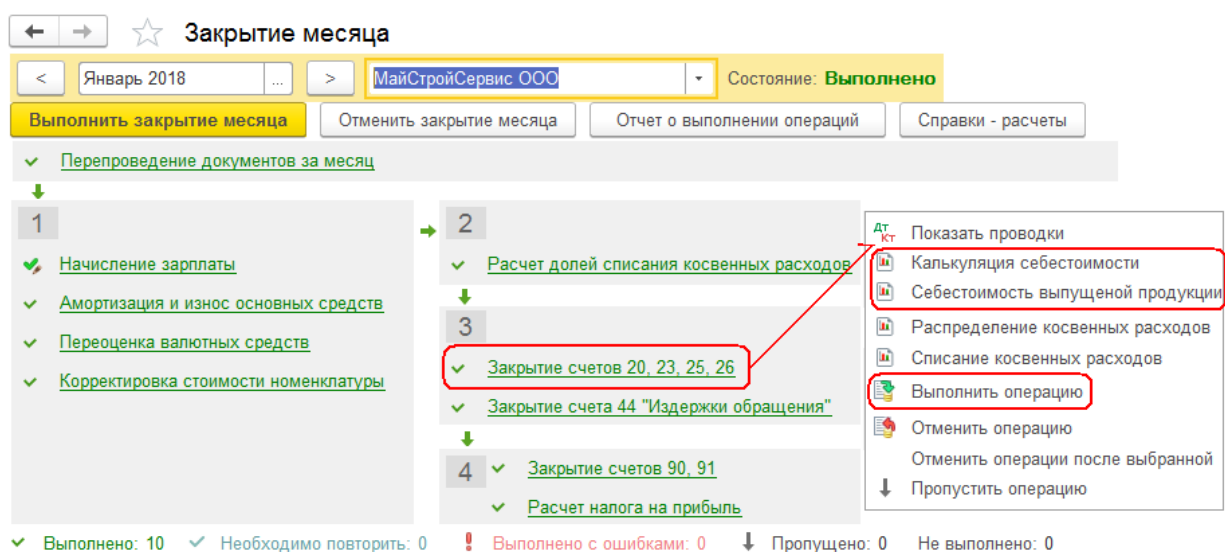 Закрытие месяца
< Январь 2018 ... > МайСтройСервис ООО Состояние: Выполнено
Выполнить закрытие месяца Отменить закрытие месяца Отчет о выполнении операций Справки - расчеты
Перепроведение документов за месяц
1
Начисление зарплаты
Амортизация и износ основных средств
Переоценка валютных средств
Корректировка стоимости номенклатуры
2
Расчет долей списания косвенных расходов
3
Закрытие счетов 20, 23, 25, 26
Закрытие счета 44 "Издержки обращения"
4
Закрытие счетов 90, 91
Расчет налога на прибыль
Дт Кт Показать проводки
Калькуляция себестоимости
Себестоимость выпущеной продукции
Распределение косвенных расходов
Списание косвенных расходов
Выполнить операцию
Отменить операцию
Отменить операции после выбранной
Пропустить операцию
Выполнено: 10 Необходимо повторить: 0 Выполнено с ошибками: 0 Пропущено: 0 Не выполнено: 0